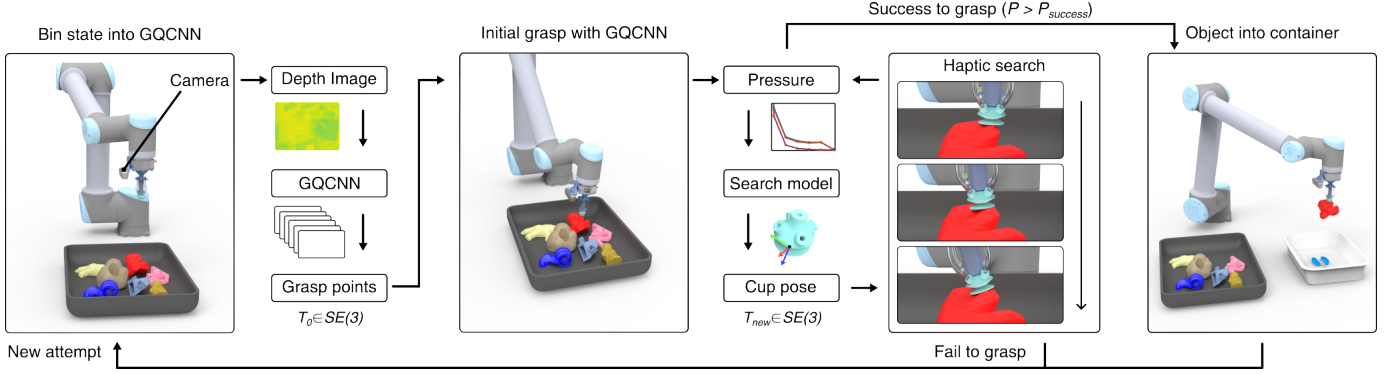 Success to grasp (P > P_success)
Bin state into GQCNN
Initial grasp with GQCNN
Object into container
Camera
Depth Image
GQCNN
Grasp points
T_0∈SE(3)
Pressure
Search model
Cup pose
T_new∈SE(3)
Haptic search
New attempt
Fail to grasp